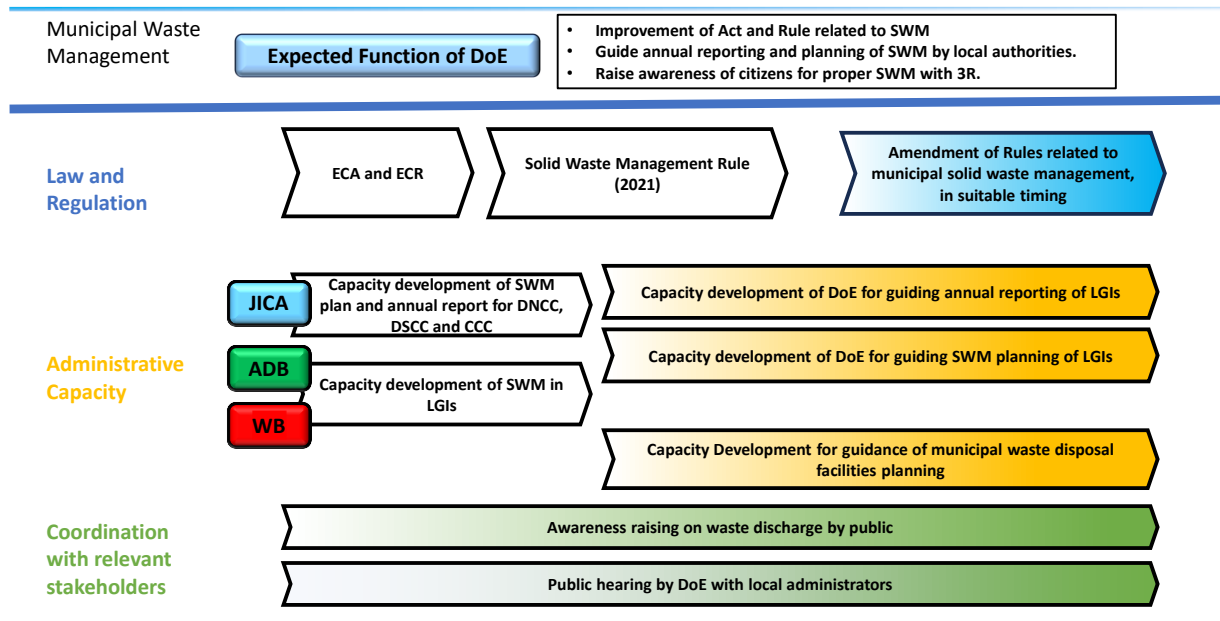 Municipal Waste
Management
Expected Function of DoE
• Improvement of Act and Rule related to SWM
• Guide annual reporting and planning of SWM by local authorities.
• Raise awareness of citizens for proper SWM with 3R.
Law and
Regulation
ECA and ECR
Solid Waste Management Rule
(2021)
Amendment of Rules related to
municipal solid waste management,
in suitable timing
Administrative
Capacity
JICA
Capacity development of SWM
plan and annual report for DNCC,
DSCC and CCC
Capacity development of DoE for guiding annual reporting of LGIs
ADB
WB
Capacity development of SWM in
LGIs
Capacity development of DoE for guiding SWM planning of LGIs
Capacity Development for guidance of municipal waste disposal
facilities planning
Coordination
with relevant
stakeholders
Awareness raising on waste discharge by public
Public hearing by DoE with local administrators